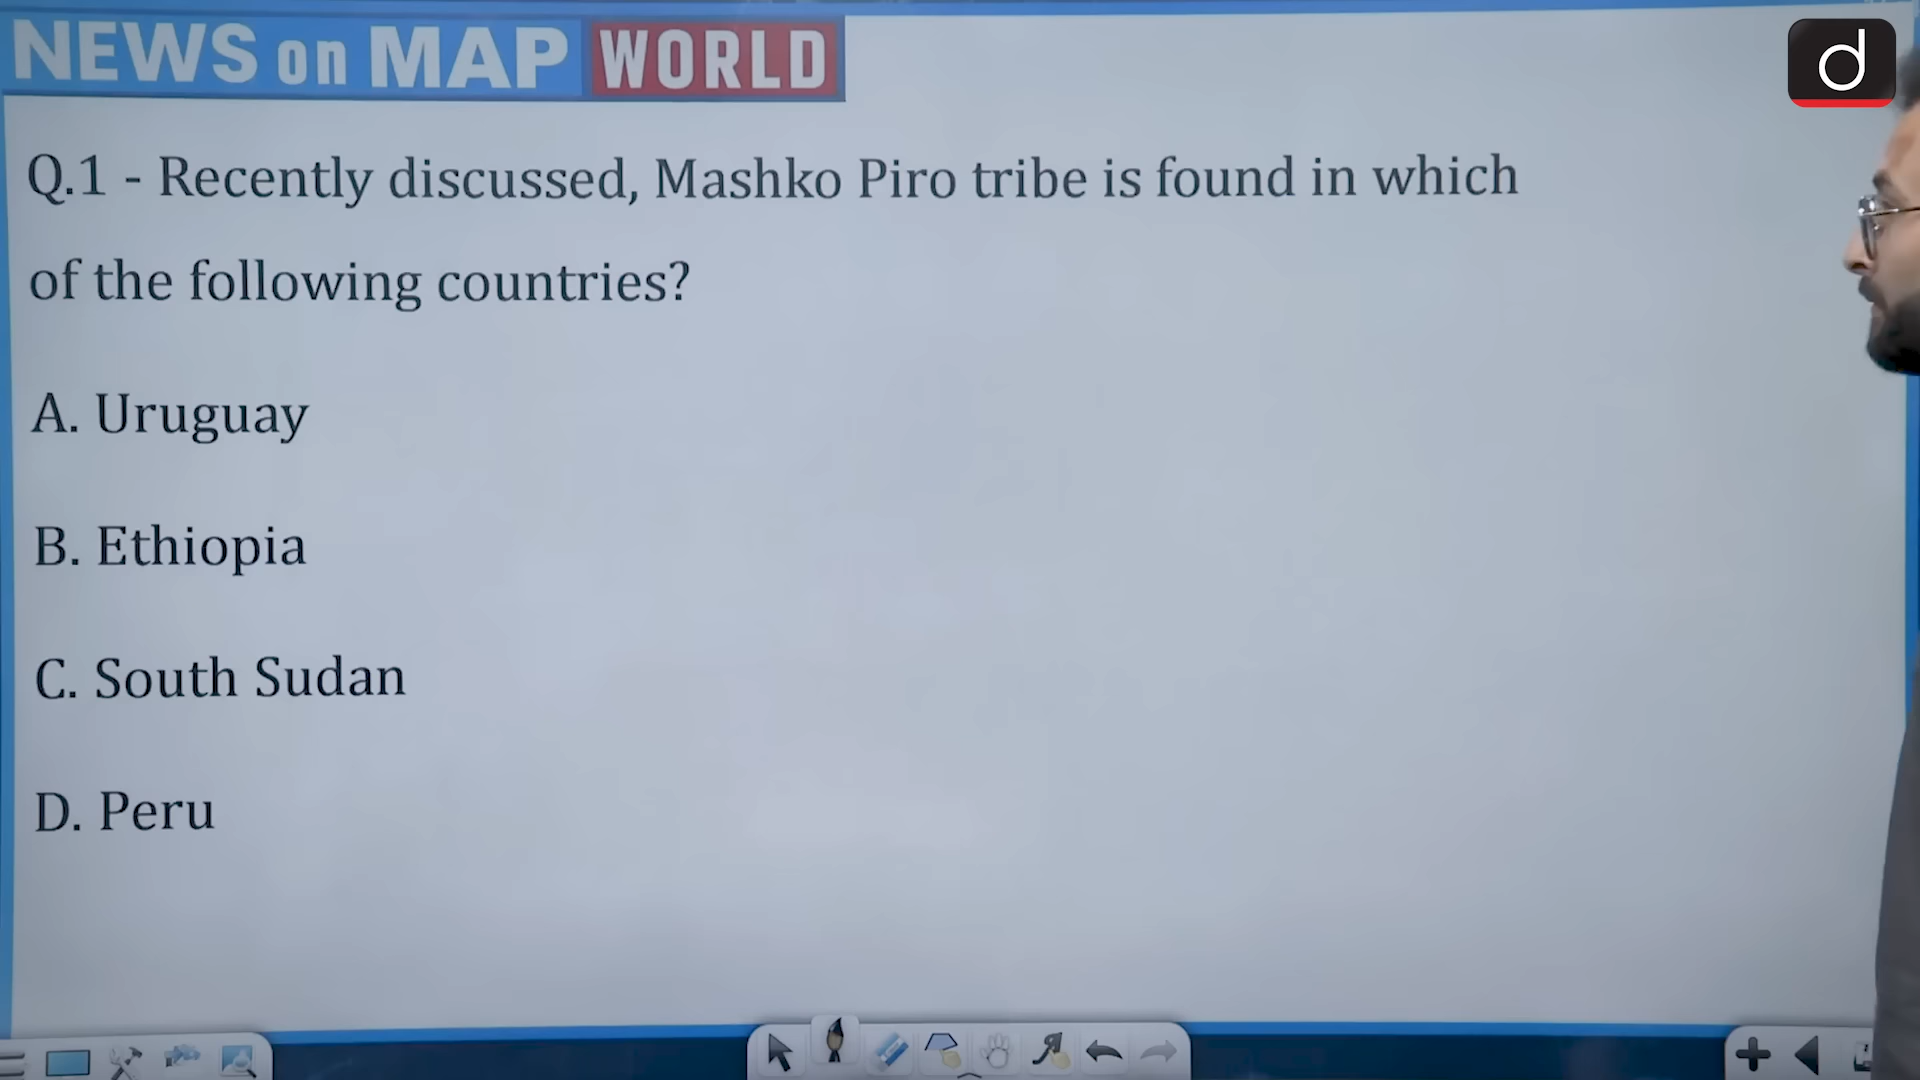 NEWS on MAP WORLD
d
Q.1 - Recently discussed, Mashko Piro tribe is found in which
of the following countries?
A. Uruguay
B. Ethiopia
C. South Sudan
D. Peru